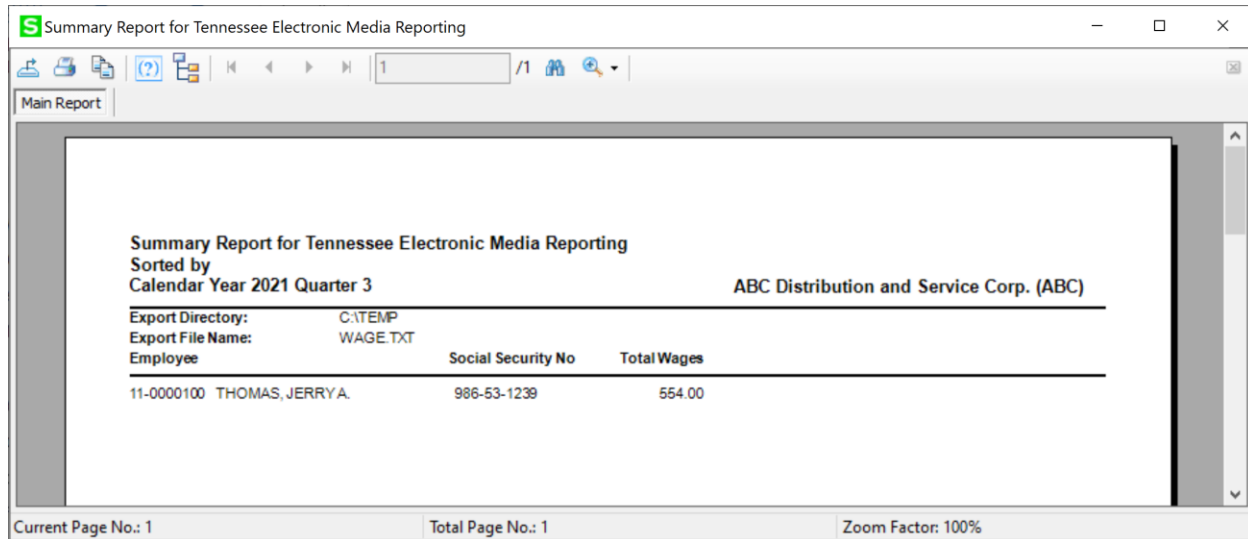 S Summary Report for Tennessee Electronic Media Reporting
1 /1
Main Report
Summary Report for Tennessee Electronic Media Reporting
Sorted by
Calendar Year 2021 Quarter 3 ABC Distribution and Service Corp. (ABC)
Export Directory: C:\TEMP
Export File Name: WAGE.TXT
Employee Social Security No Total Wages
11-0000100 THOMAS, JERRY A. 986-53-1239 554.00
Current Page No.: 1 Total Page No.: 1 Zoom Factor: 100%